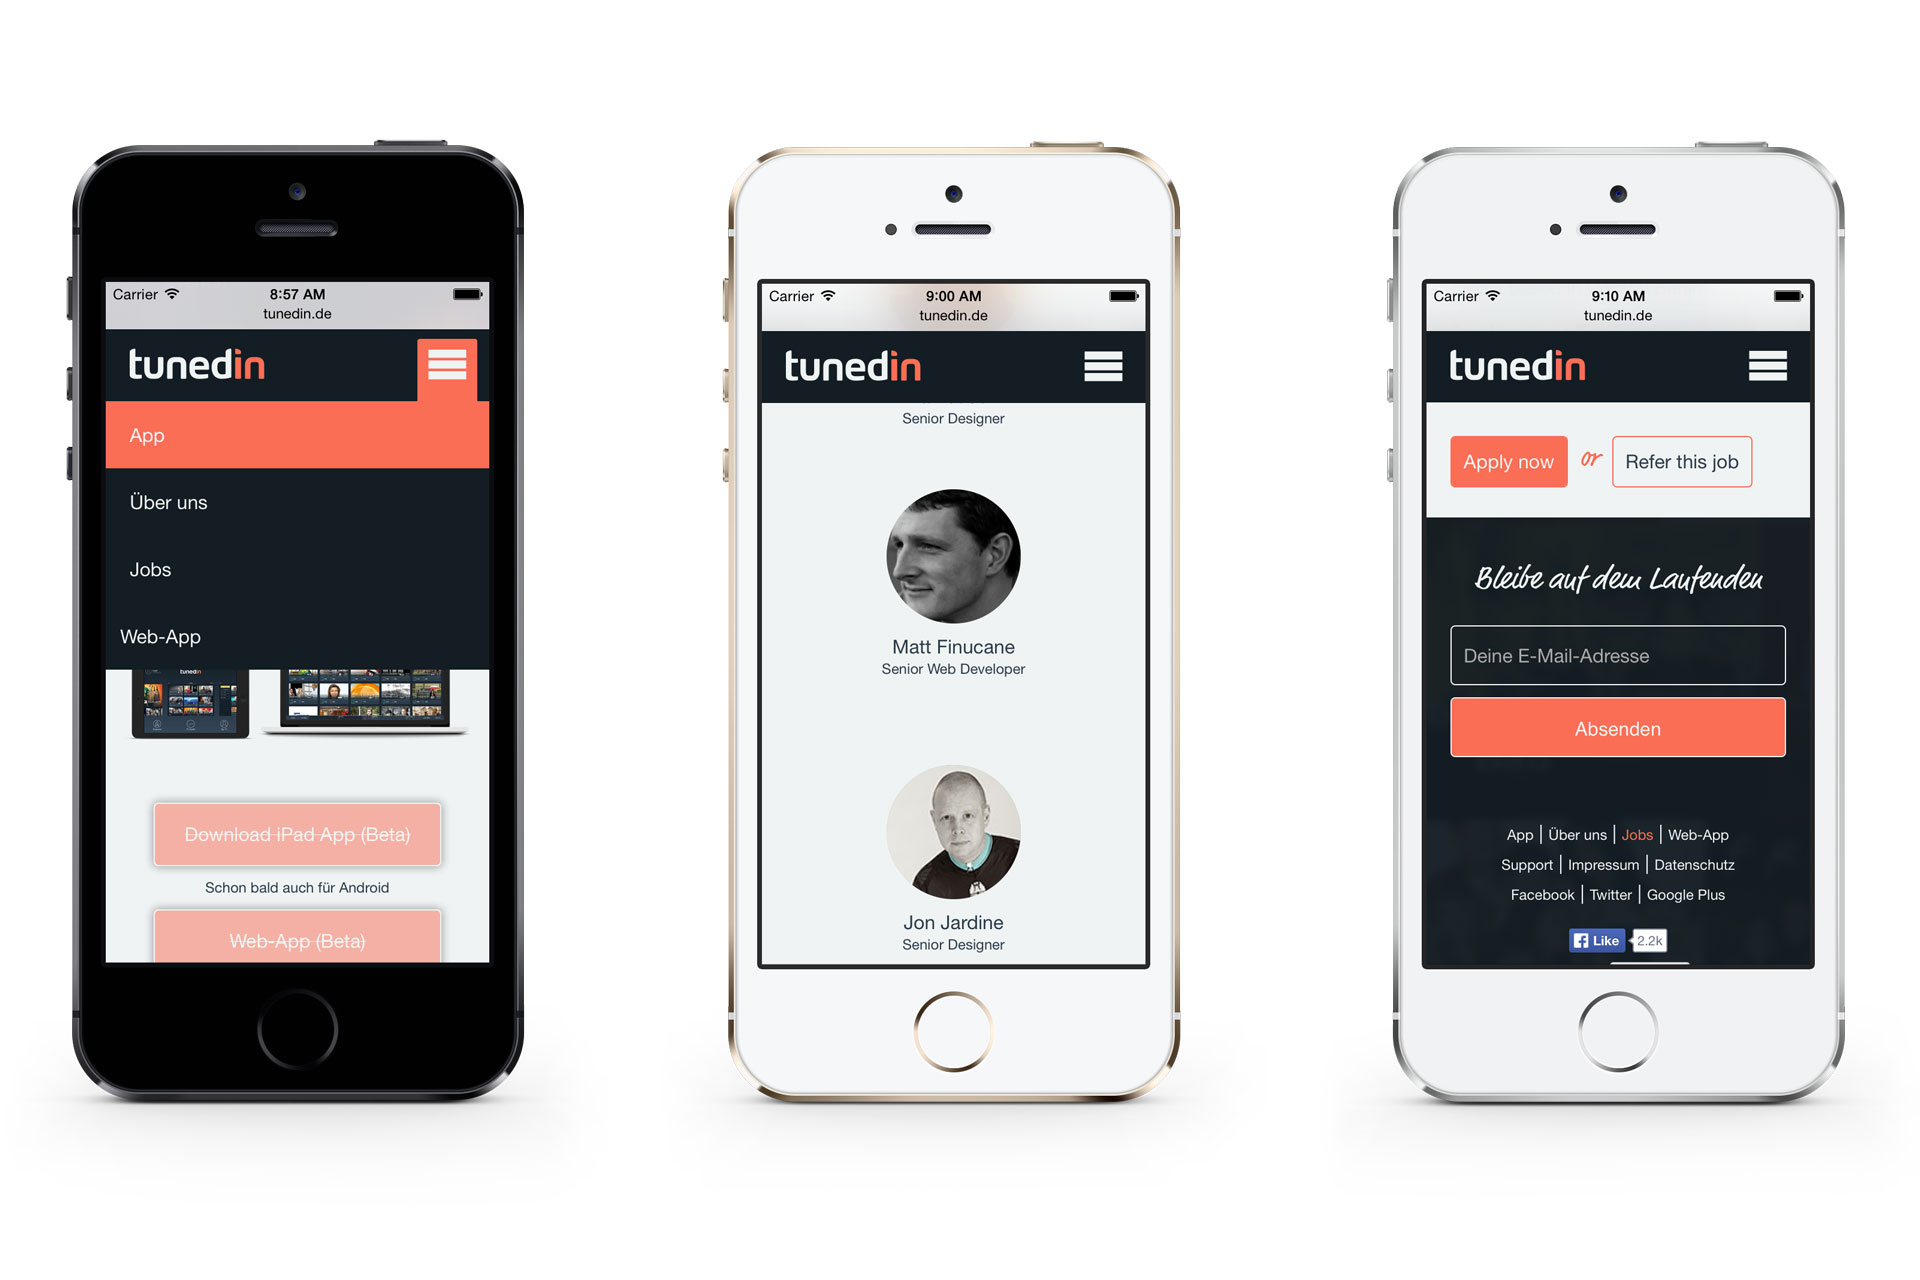 Carrier
8:57 AM
tunedin.de
tunedin
App
Über uns
Jobs
Web-App
tunedin
Download iPad App (Beta)
Schon bald auch für Android
Web-App (Beta)
Carrier
9:00 AM
tunedin.de
tunedin
Senior Designer
Matt Finucane
Senior Web Developer
Jon Jardine
Senior Designer
Carrier
9:10 AM
tunedin.de
tunedin
Apply now or Refer this job
Bleibe auf dem Laufenden
Deine E-Mail-Adresse
Absenden
App | Über uns | Jobs | Web-App
Support | Impressum | Datenschutz
Facebook | Twitter | Google Plus
Like 2.2k